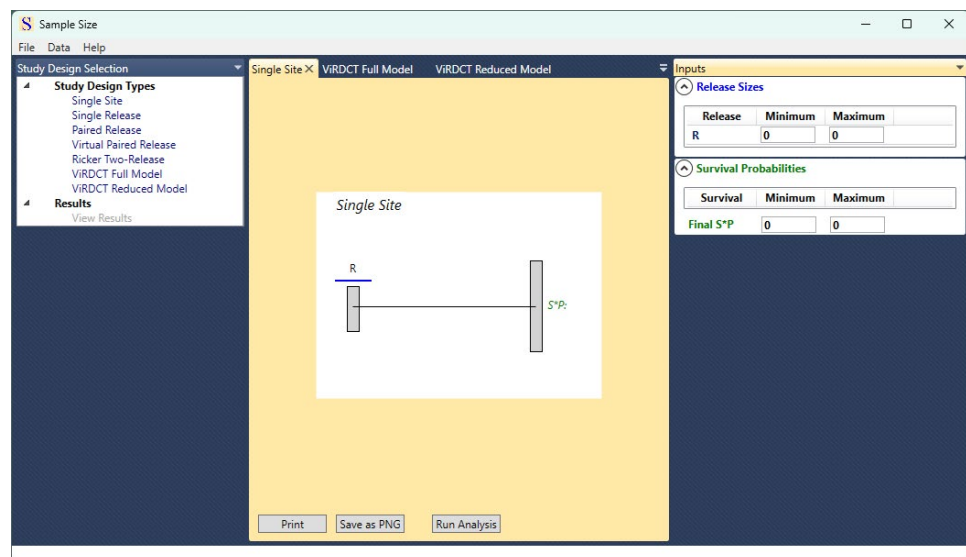 S Sample Size
File Data Help
Study Design Selection
Study Design Types
Single Site
Single Release
Paired Release
Virtual Paired Release
Ricker Two-Release
ViRDCT Full Model
ViRDCT Reduced Model
Results
View Results
Single Site ViRDCT Full Model ViRDCT Reduced Model
Single Site
R
S*P:
Print Save as PNG Run Analysis
Inputs
Release Sizes
Release Minimum Maximum
R 0 0
Survival Probabilities
Survival Minimum Maximum
Final S*P 0 0